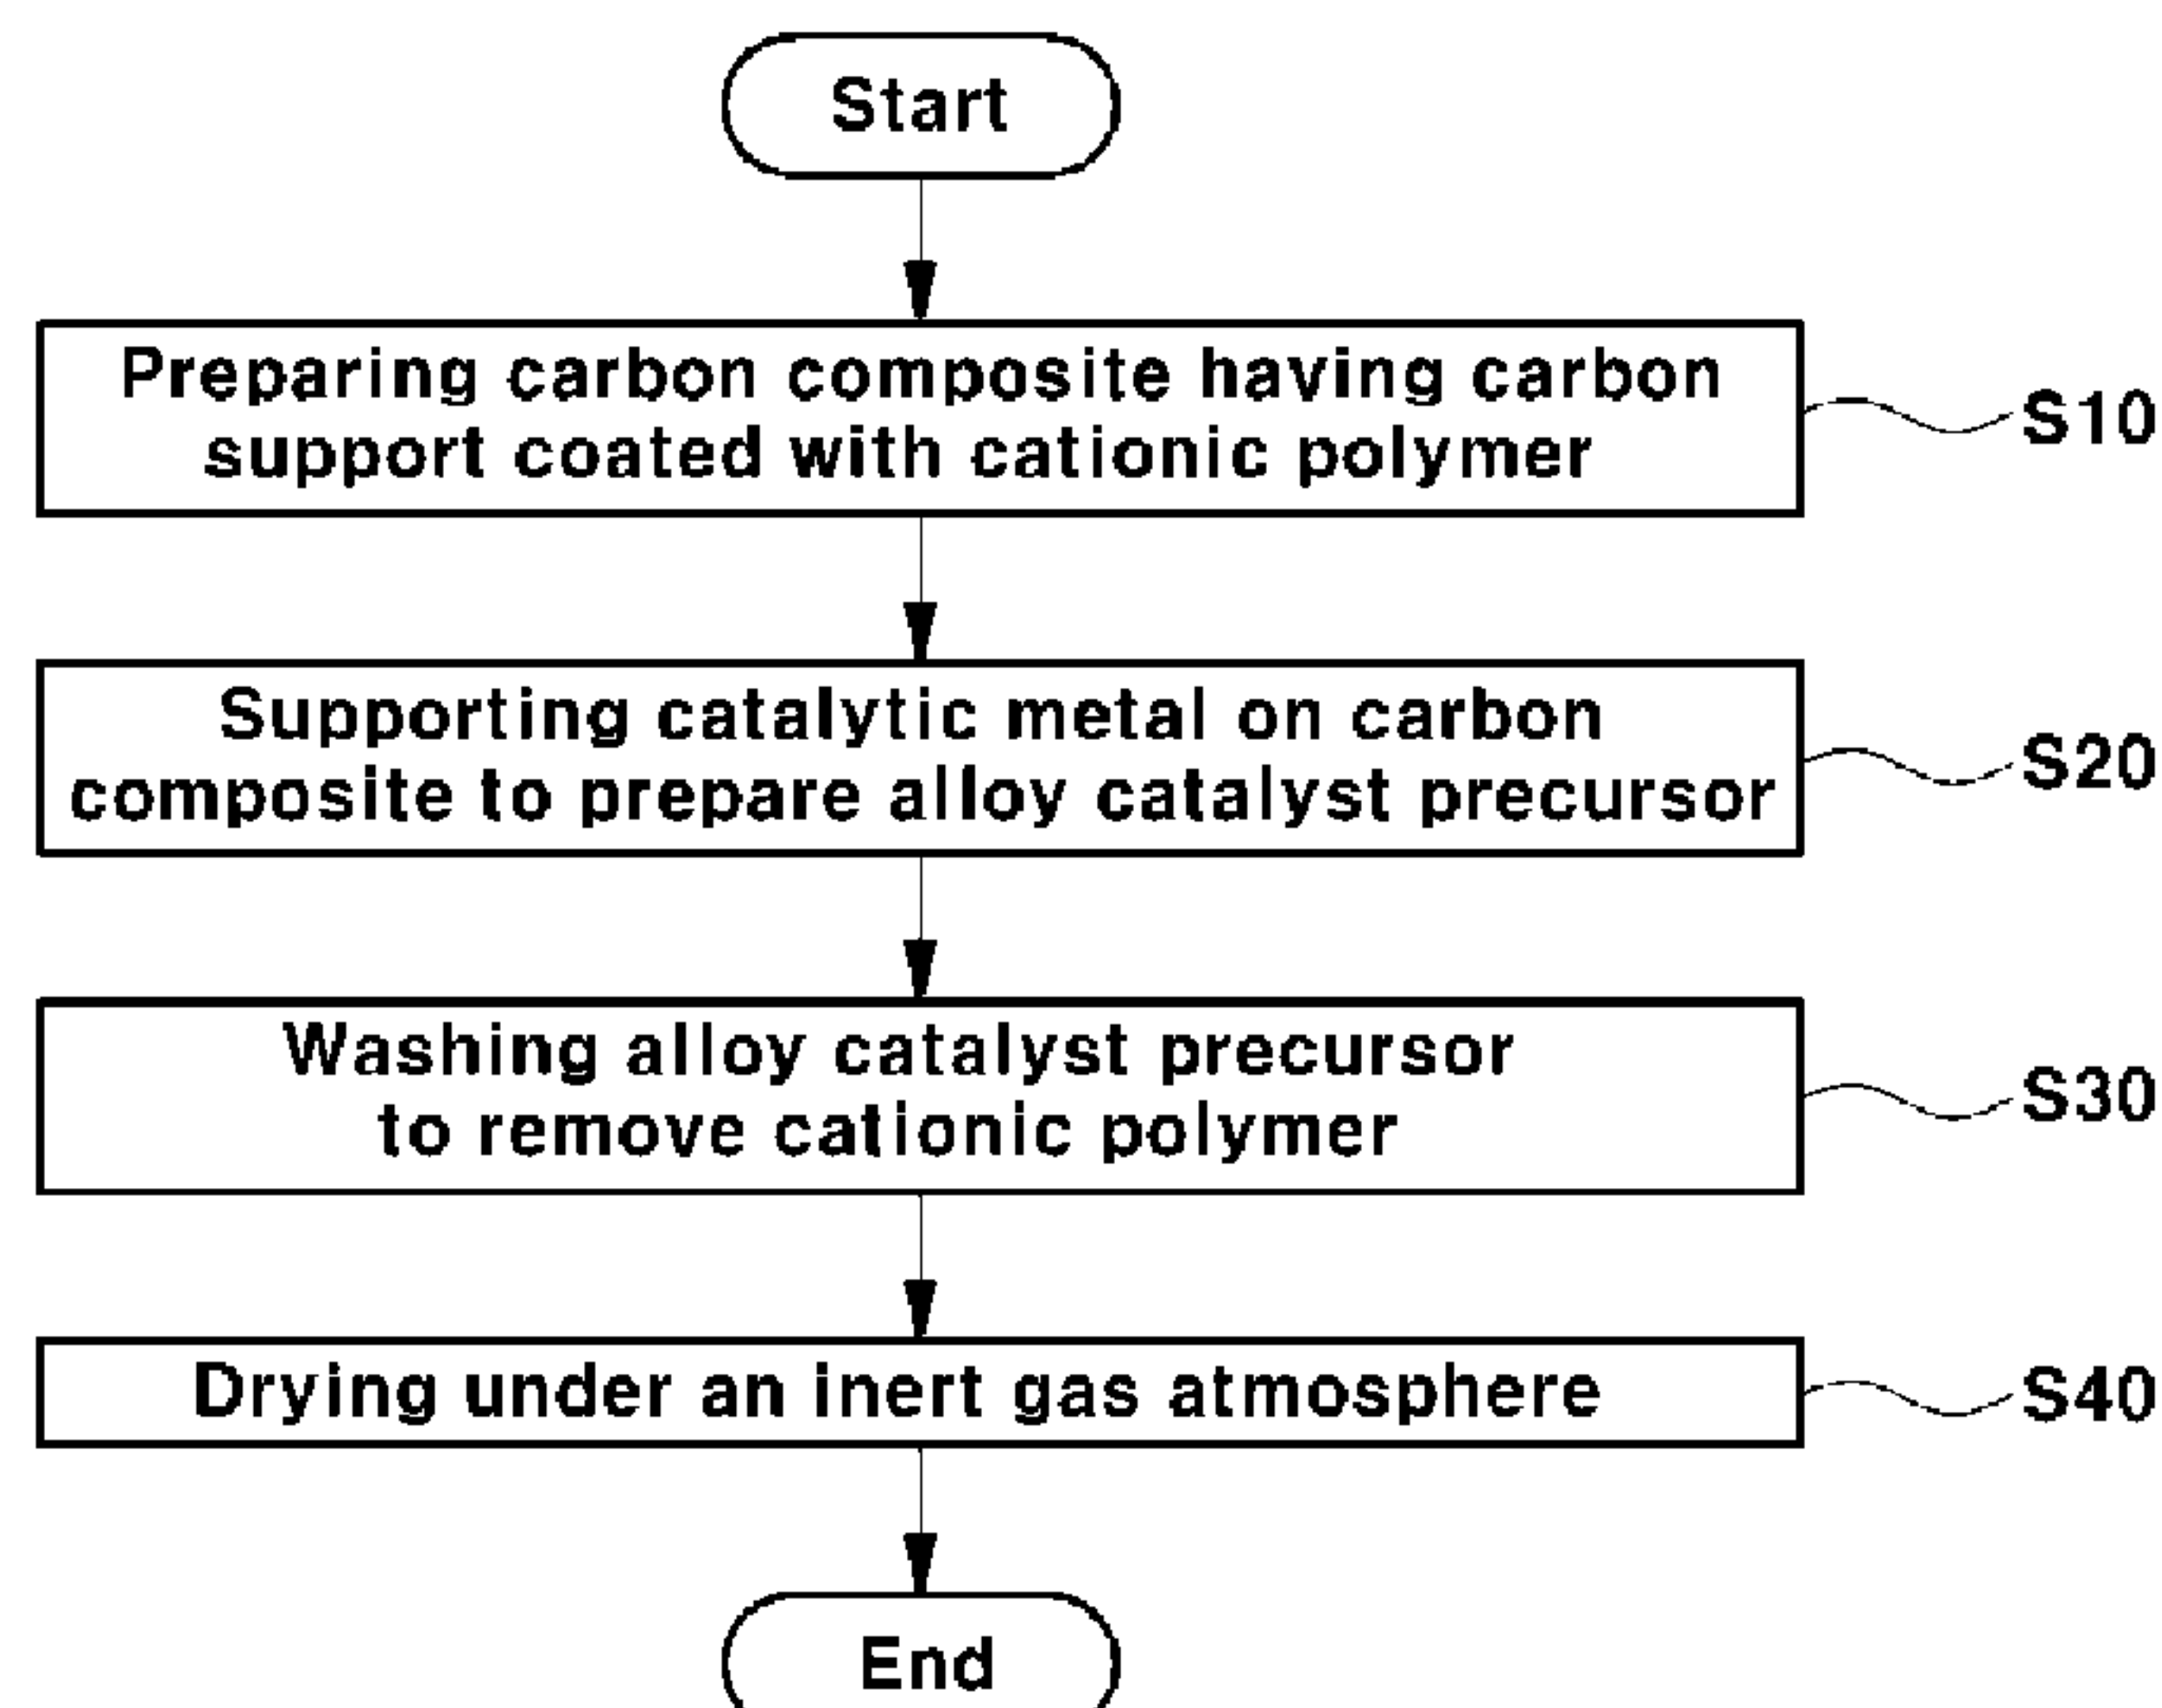 Start
Preparing carbon composite having carbon
support coated with cationic polymer
S10
Supporting catalytic metal on carbon
composite to prepare alloy catalyst precursor
S20
Washing alloy catalyst precursor
to remove cationic polymer
S30
Drying under an inert gas atmosphere
S40
End